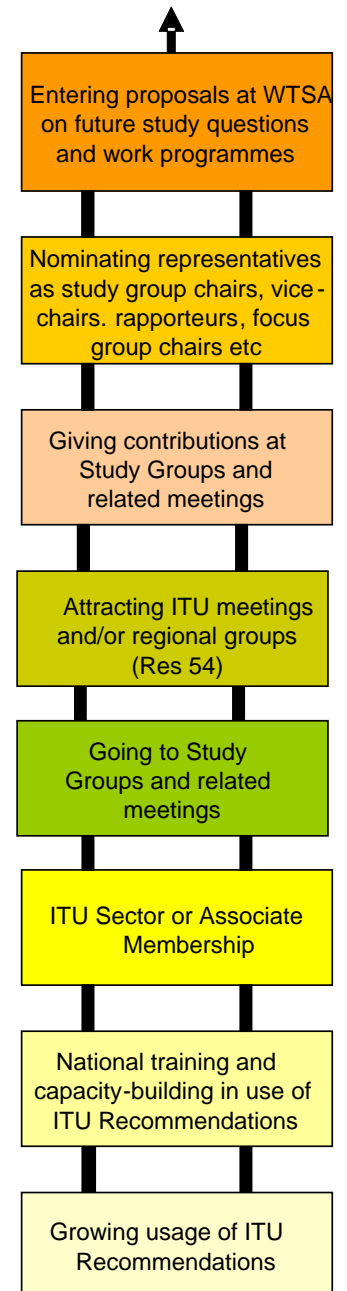 Entering proposals at WTSA
on future study questions
and work programmes
Nominating representatives
as study group chairs, vice-
chairs. rapporteurs, focus
group chairs etc
Giving contributions at
Study Groups and
related meetings
Attracting ITU meetings
and/or regional groups
(Res 54)
Going to Study
Groups and related
meetings
ITU Sector or Associate
Membership
National training and
capacity-building in use of
ITU Recommendations
Growing usage of ITU
Recommendations